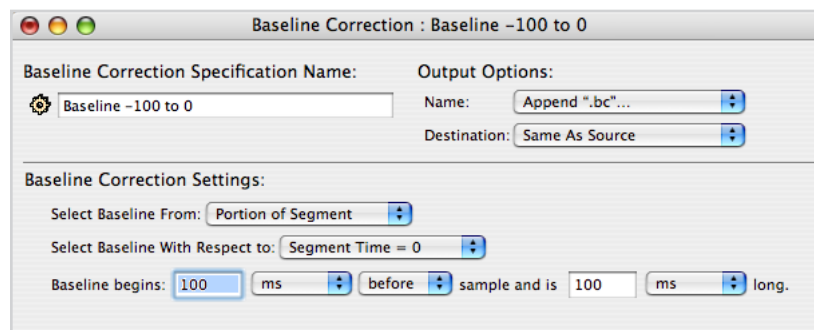 Baseline Correction : Baseline –100 to 0
Baseline Correction Specification Name:
Baseline –100 to 0
Output Options:
Name: Append ".bc"...
Destination: Same As Source
Baseline Correction Settings:
Select Baseline From: Portion of Segment
Select Baseline With Respect to: Segment Time = 0
Baseline begins: 100 ms before sample and is 100 ms long.